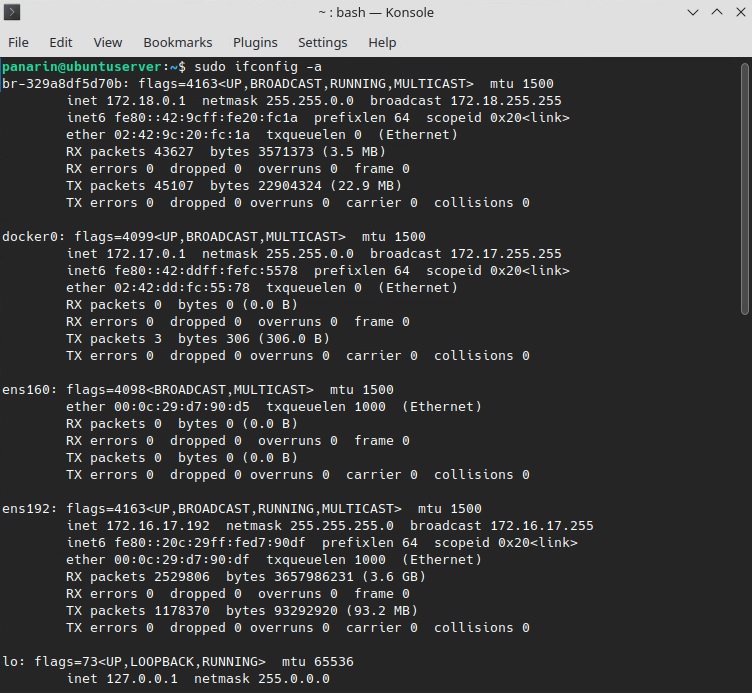 ~ : bash — Konsole
File Edit View Bookmarks Plugins Settings Help
panarin@ubuntuserver:~$ sudo ifconfig -a
br-329a8df5d70b: flags=4163<UP,BROADCAST,RUNNING,MULTICAST>  mtu 1500
        inet 172.18.0.1  netmask 255.255.0.0  broadcast 172.18.255.255
        inet6 fe80::42:9cff:fe20:fc1a  prefixlen 64  scopeid 0x20<link>
        ether 02:42:9c:20:fc:1a  txqueuelen 0  (Ethernet)
        RX packets 43627  bytes 3571373 (3.5 MB)
        RX errors 0  dropped 0  overruns 0  frame 0
        TX packets 45107  bytes 22904324 (22.9 MB)
        TX errors 0  dropped 0 overruns 0  carrier 0  collisions 0

docker0: flags=4099<UP,BROADCAST,MULTICAST>  mtu 1500
        inet 172.17.0.1  netmask 255.255.0.0  broadcast 172.17.255.255
        inet6 fe80::42:ddff:fefc:5578  prefixlen 64  scopeid 0x20<link>
        ether 02:42:dd:fc:55:78  txqueuelen 0  (Ethernet)
        RX packets 0  bytes 0 (0.0 B)
        RX errors 0  dropped 0  overruns 0  frame 0
        TX packets 3  bytes 306 (306.0 B)
        TX errors 0  dropped 0 overruns 0  carrier 0  collisions 0

ens160: flags=4098<BROADCAST,MULTICAST>  mtu 1500
        ether 00:0c:29:d7:90:d5  txqueuelen 1000  (Ethernet)
        RX packets 0  bytes 0 (0.0 B)
        RX errors 0  dropped 0  overruns 0  frame 0
        TX packets 0  bytes 0 (0.0 B)
        TX errors 0  dropped 0 overruns 0  carrier 0  collisions 0

ens192: flags=4163<UP,BROADCAST,RUNNING,MULTICAST>  mtu 1500
        inet 172.16.17.192  netmask 255.255.255.0  broadcast 172.16.17.255
        inet6 fe80::20c:29ff:fed7:90df  prefixlen 64  scopeid 0x20<link>
        ether 00:0c:29:d7:90:df  txqueuelen 1000  (Ethernet)
        RX packets 2529806  bytes 3657986231 (3.6 GB)
        RX errors 0  dropped 0  overruns 0  frame 0
        TX packets 1178370  bytes 93292920 (93.2 MB)
        TX errors 0  dropped 0 overruns 0  carrier 0  collisions 0

lo: flags=73<UP,LOOPBACK,RUNNING>  mtu 65536
        inet 127.0.0.1  netmask 255.0.0.0